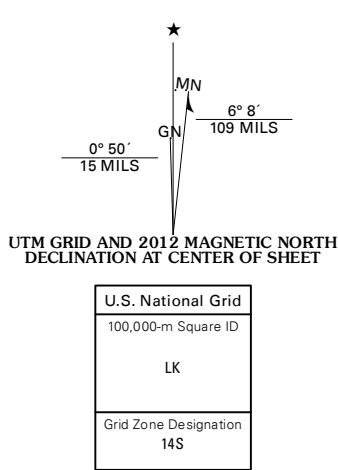 ★
MN
GN
6° 8´
109 MILS
0° 50´
15 MILS
UTM GRID AND 2012 MAGNETIC NORTH
DECLINATION AT CENTER OF SHEET
U.S. National Grid
100,000-m Square ID
LK
Grid Zone Designation
14S